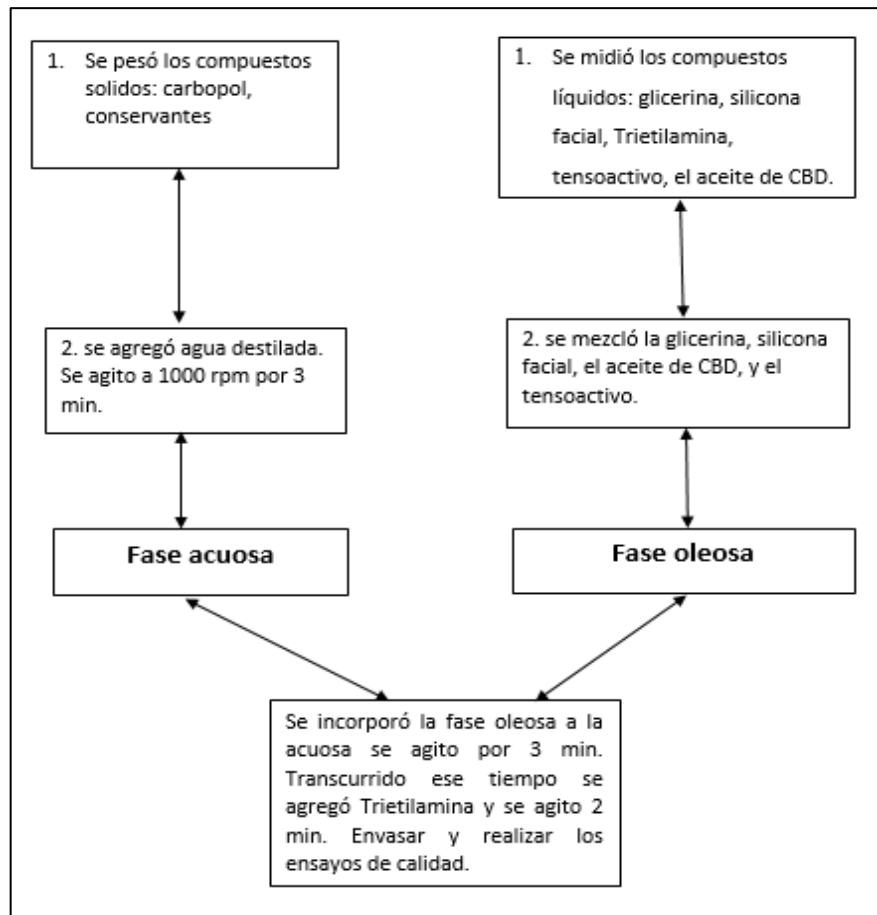 1. Se pesó los compuestos
solidos: carbopol,
conservantes
1. Se midió los compuestos
líquidos: glicerina, silicona
facial, Trietilamina,
tensoactivo, el aceite de CBD.
2. se agregó agua destilada.
Se agito a 1000 rpm por 3
min.
2. se mezcló la glicerina, silicona
facial, el aceite de CBD, y el
tensoactivo.
Fase acuosa
Fase oleosa
Se incorporó la fase oleosa a la
acuosa se agito por 3 min.
Transcurrido ese tiempo se
agregó Trietilamina y se agito 2
min. Envasar y realizar los
ensayos de calidad.